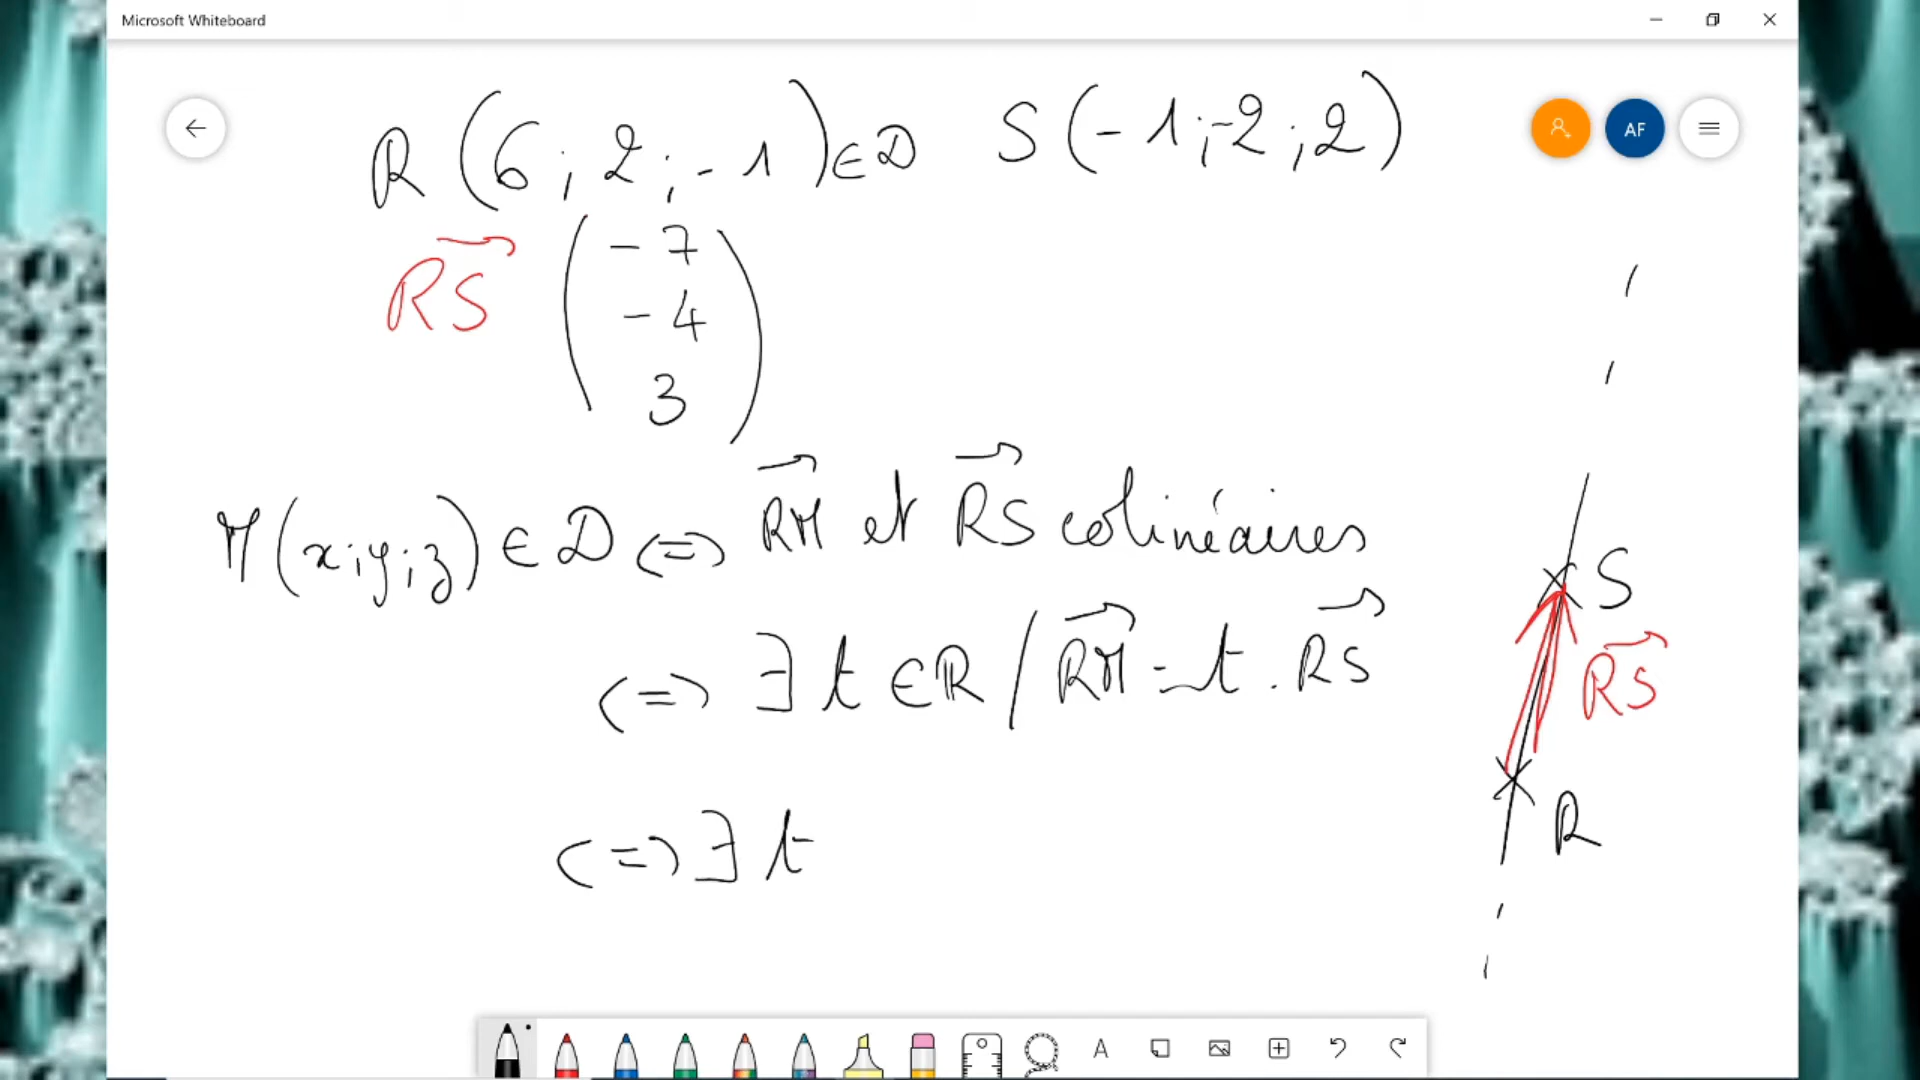 Microsoft Whiteboard
AF
R (6 ; 2 ; -1) ∈ D S (-1 ; -2 ; 2)
RS⃗ (-7
-4
3)
M(x;y;z) ∈ D <=> RM⃗ et RS⃗ colinéaires
<=> ∃ t ∈ R / RM⃗ = t . RS⃗
<=> ∃ t
S
RS⃗
R
A